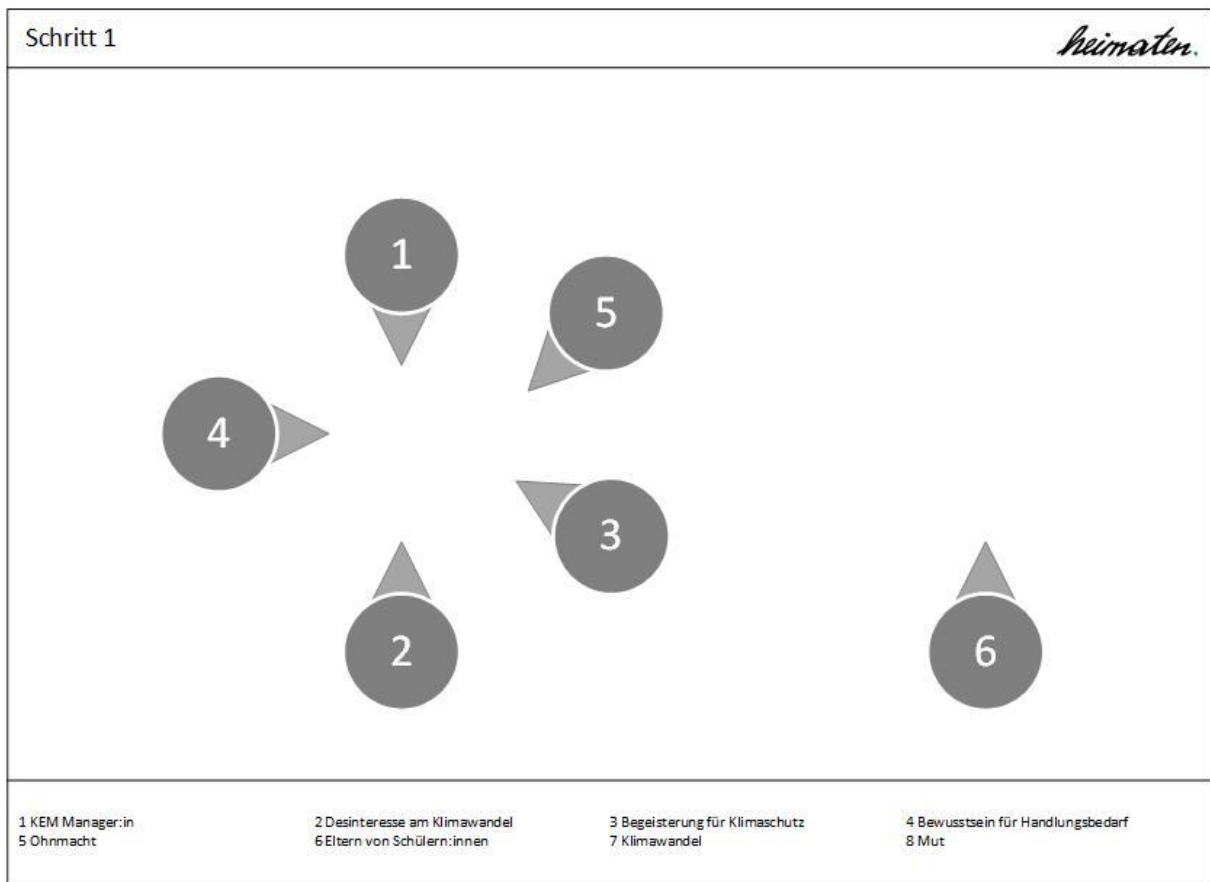 Schritt 1
heimaten.
1
5
4
3
2
6
1 KEM Manager:in 2 Desinteresse am Klimawandel 3 Begeisterung für Klimaschutz 4 Bewusstsein für Handlungsbedarf
5 Ohnmacht 6 Eltern von Schülern:innen 7 Klimawandel 8 Mut